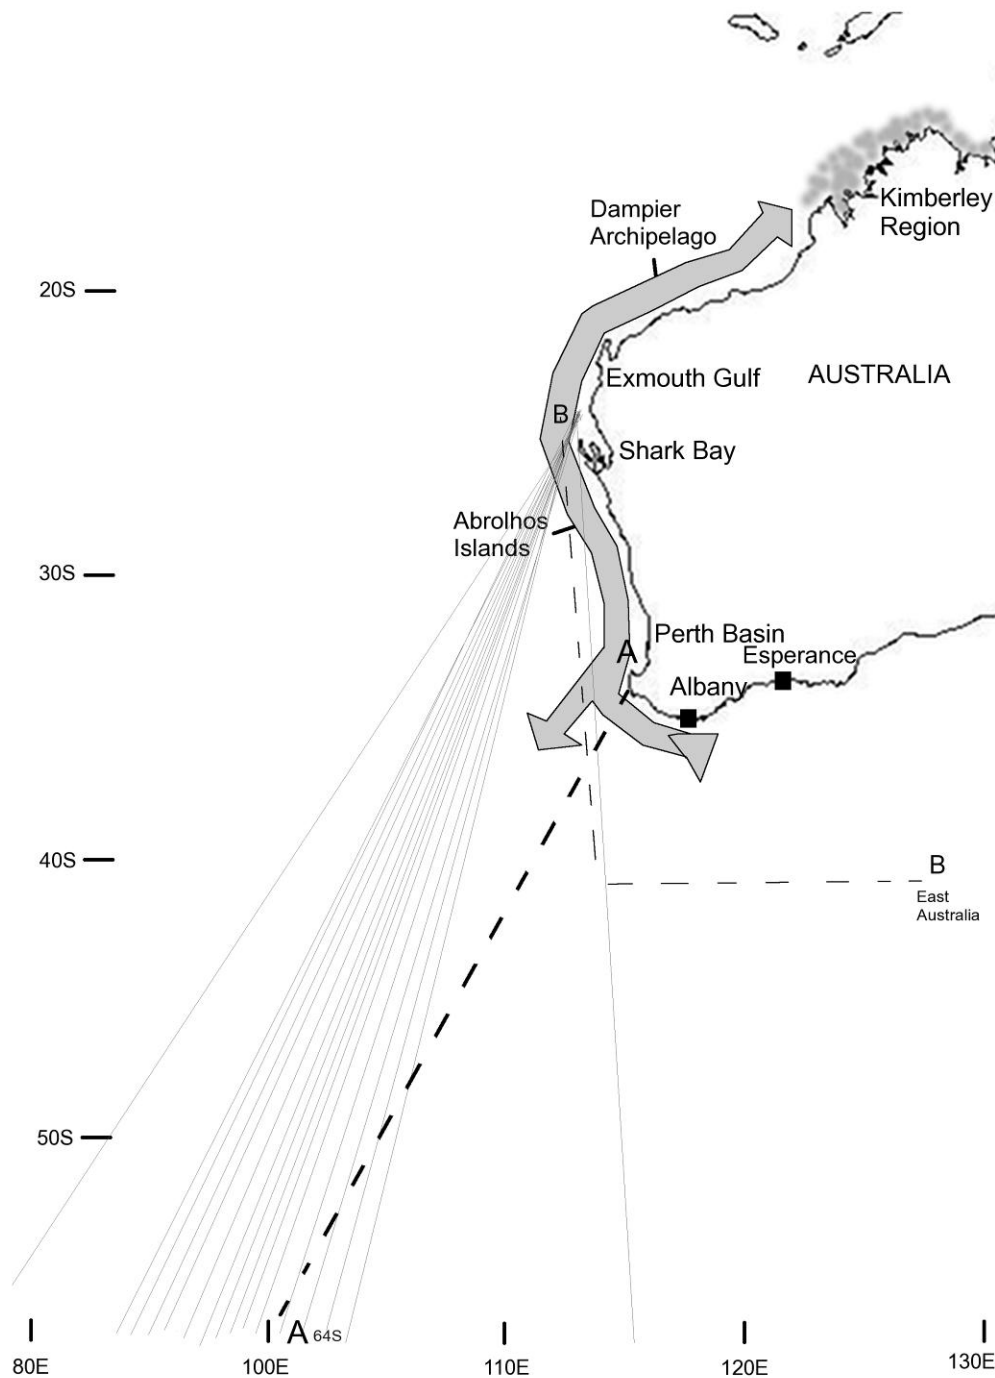 Kimberley
Region
Dampier
Archipelago
20S
Exmouth Gulf
AUSTRALIA
B
Shark Bay
Abrolhos
Islands
30S
Perth Basin
A
Esperance
Albany
40S
B
East
Australia
50S
A 64S
80E
100E
110E
120E
130E